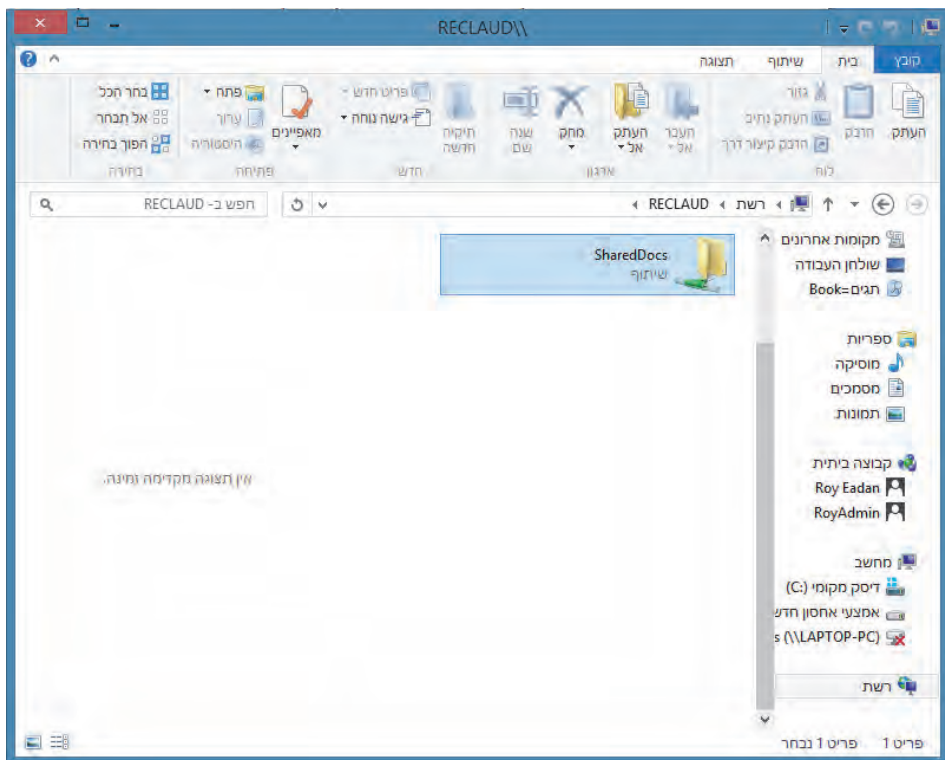 RECLAUD\\
קובץ
בית
שיתוף
תצוגה
העתק
הדבק
גזור
העתק נתיב
הדבק קיצור דרך
לוח
העבר אל
העתק אל
מחק
שנה שם
ארגון
תיקיה חדשה
פריט חדש
גישה נוחה
חדש
מאפיינים
פתח
ערוך
היסטוריה
פתיחה
בחר הכל
אל תבחר
הפוך בחירה
בחירה
רשת
RECLAUD
חפש ב- RECLAUD
מקומות אחרונים
שולחן העבודה
תגים=Book
ספריות
מוסיקה
מסמכים
תמונות
קבוצה ביתית
Roy Eadan
RoyAdmin
מחשב
דיסק מקומי (C:)
אמצעי אחסון חדש
s (\\LAPTOP-PC)
רשת
SharedDocs
שיתוף
אין תצוגה מקדימה זמינה.
פריט 1
פריט 1 נבחר